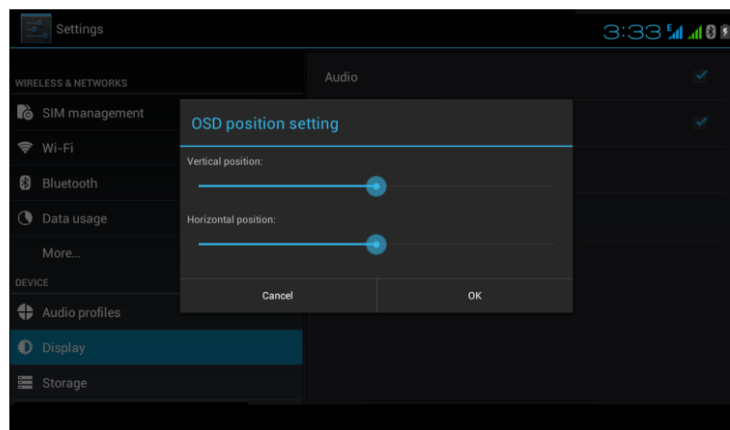 Settings
3:33
E
WIRELESS & NETWORKS
SIM management
Wi-Fi
Bluetooth
Data usage
More...
DEVICE
Audio profiles
Display
Storage
Audio
OSD position setting
Vertical position:
Horizontal position:
Cancel
OK